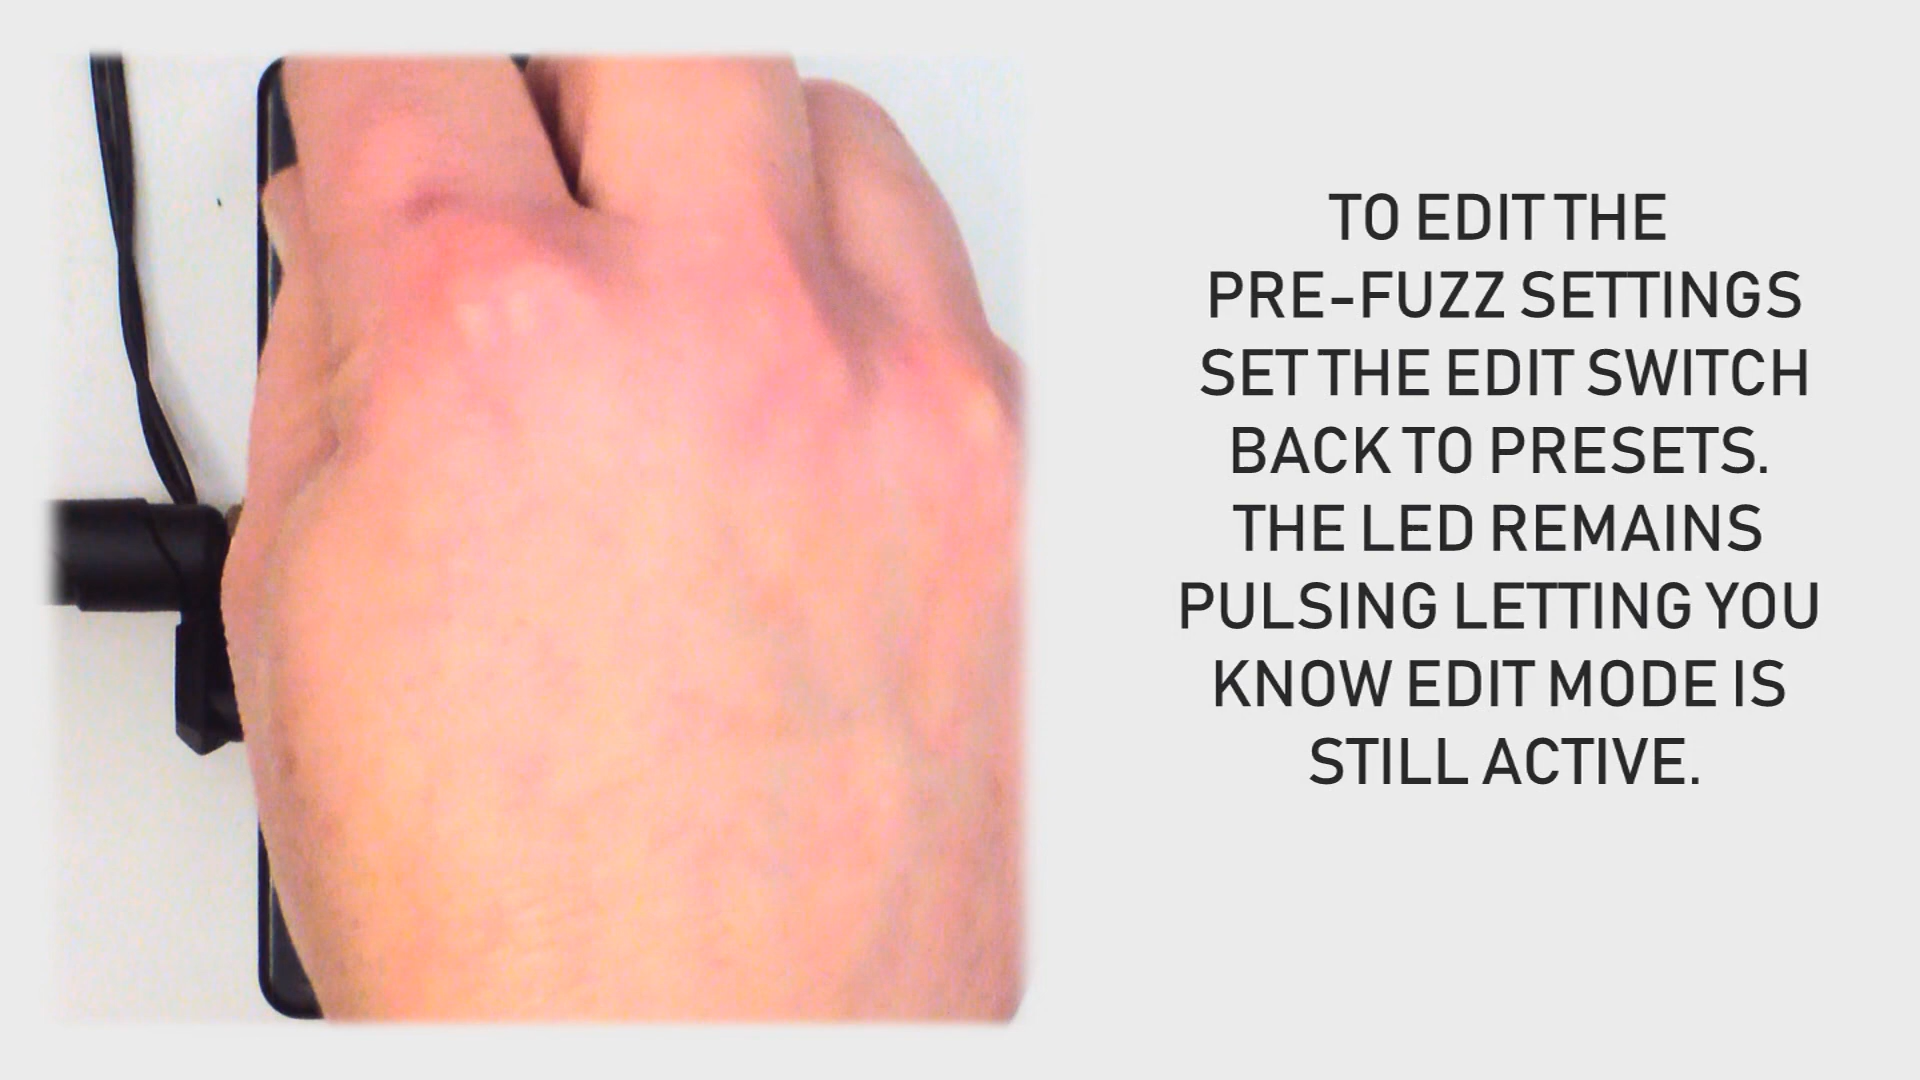 TO EDIT THE
PRE-FUZZ SETTINGS
SET THE EDIT SWITCH
BACK TO PRESETS.
THE LED REMAINS
PULSING LETTING YOU
KNOW EDIT MODE IS
STILL ACTIVE.